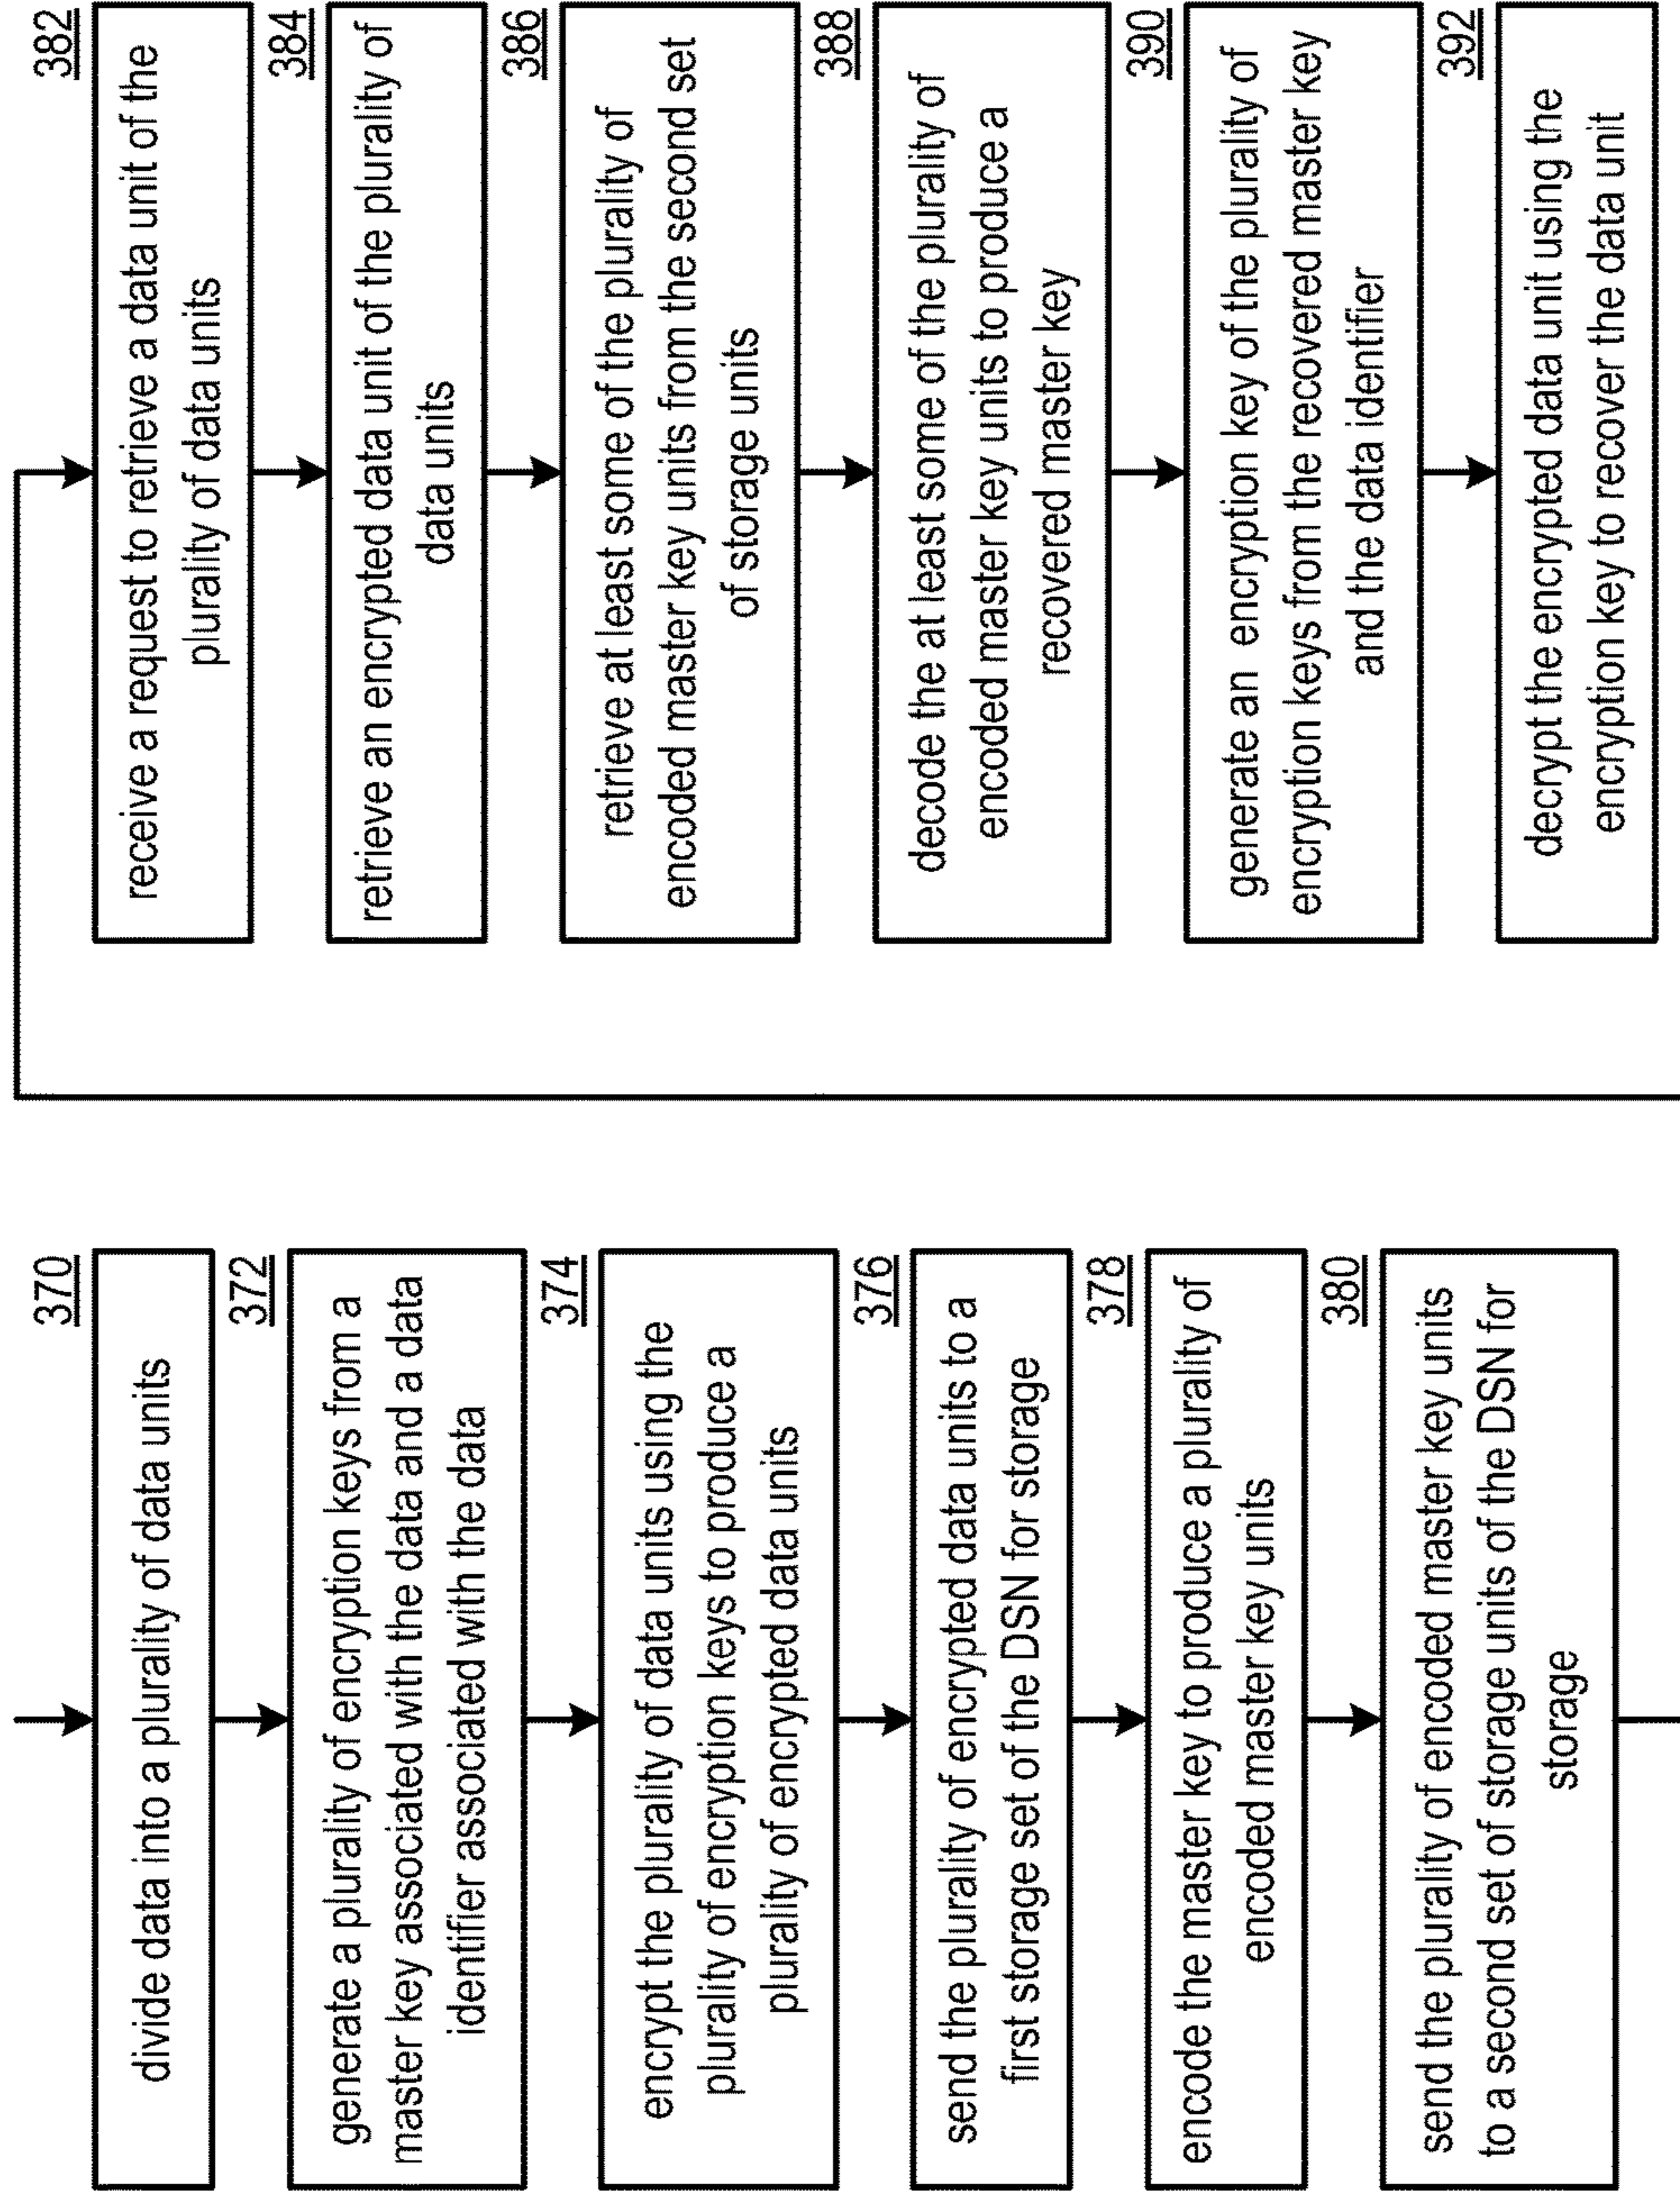 370
divide data into a plurality of data units
372
generate a plurality of encryption keys from a
master key associated with the data and a data
identifier associated with the data
374
encrypt the plurality of data units using the
plurality of encryption keys to produce a
plurality of encrypted data units
376
send the plurality of encrypted data units to a
first storage set of the DSN for storage
378
encode the master key to produce a plurality of
encoded master key units
380
send the plurality of encoded master key units
to a second set of storage units of the DSN for
storage
382
receive a request to retrieve a data unit of the
plurality of data units
384
retrieve an encrypted data unit of the plurality of
data units
386
retrieve at least some of the plurality of
encoded master key units from the second set
of storage units
388
decode the at least some of the plurality of
encoded master key units to produce a
recovered master key
390
generate an encryption key of the plurality of
encryption keys from the recovered master key
and the data identifier
392
decrypt the encrypted data unit using the
encryption key to recover the data unit